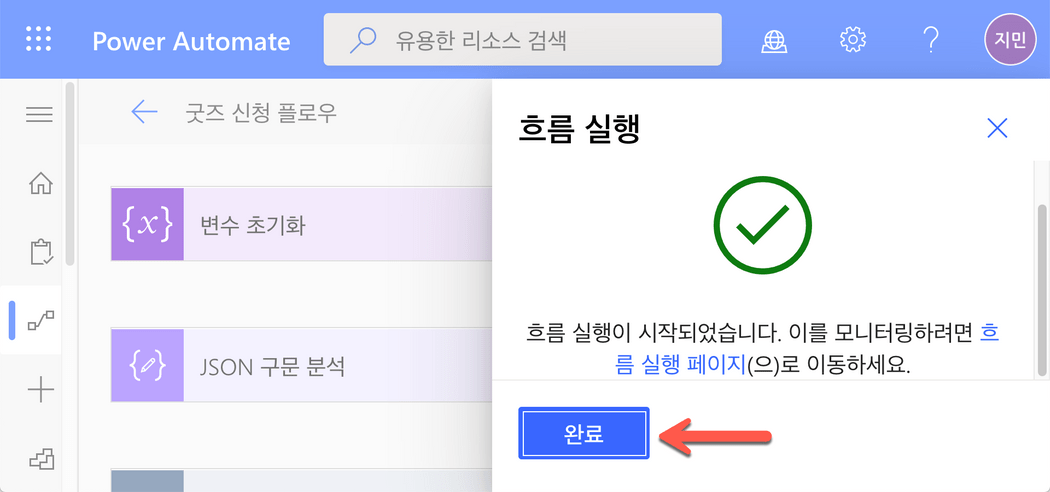 Power Automate
유용한 리소스 검색
지민
굿즈 신청 플로우
{x} 변수 초기화
JSON 구문 분석
흐름 실행
흐름 실행이 시작되었습니다. 이를 모니터링하려면 흐
름 실행 페이지(으)로 이동하세요.
완료